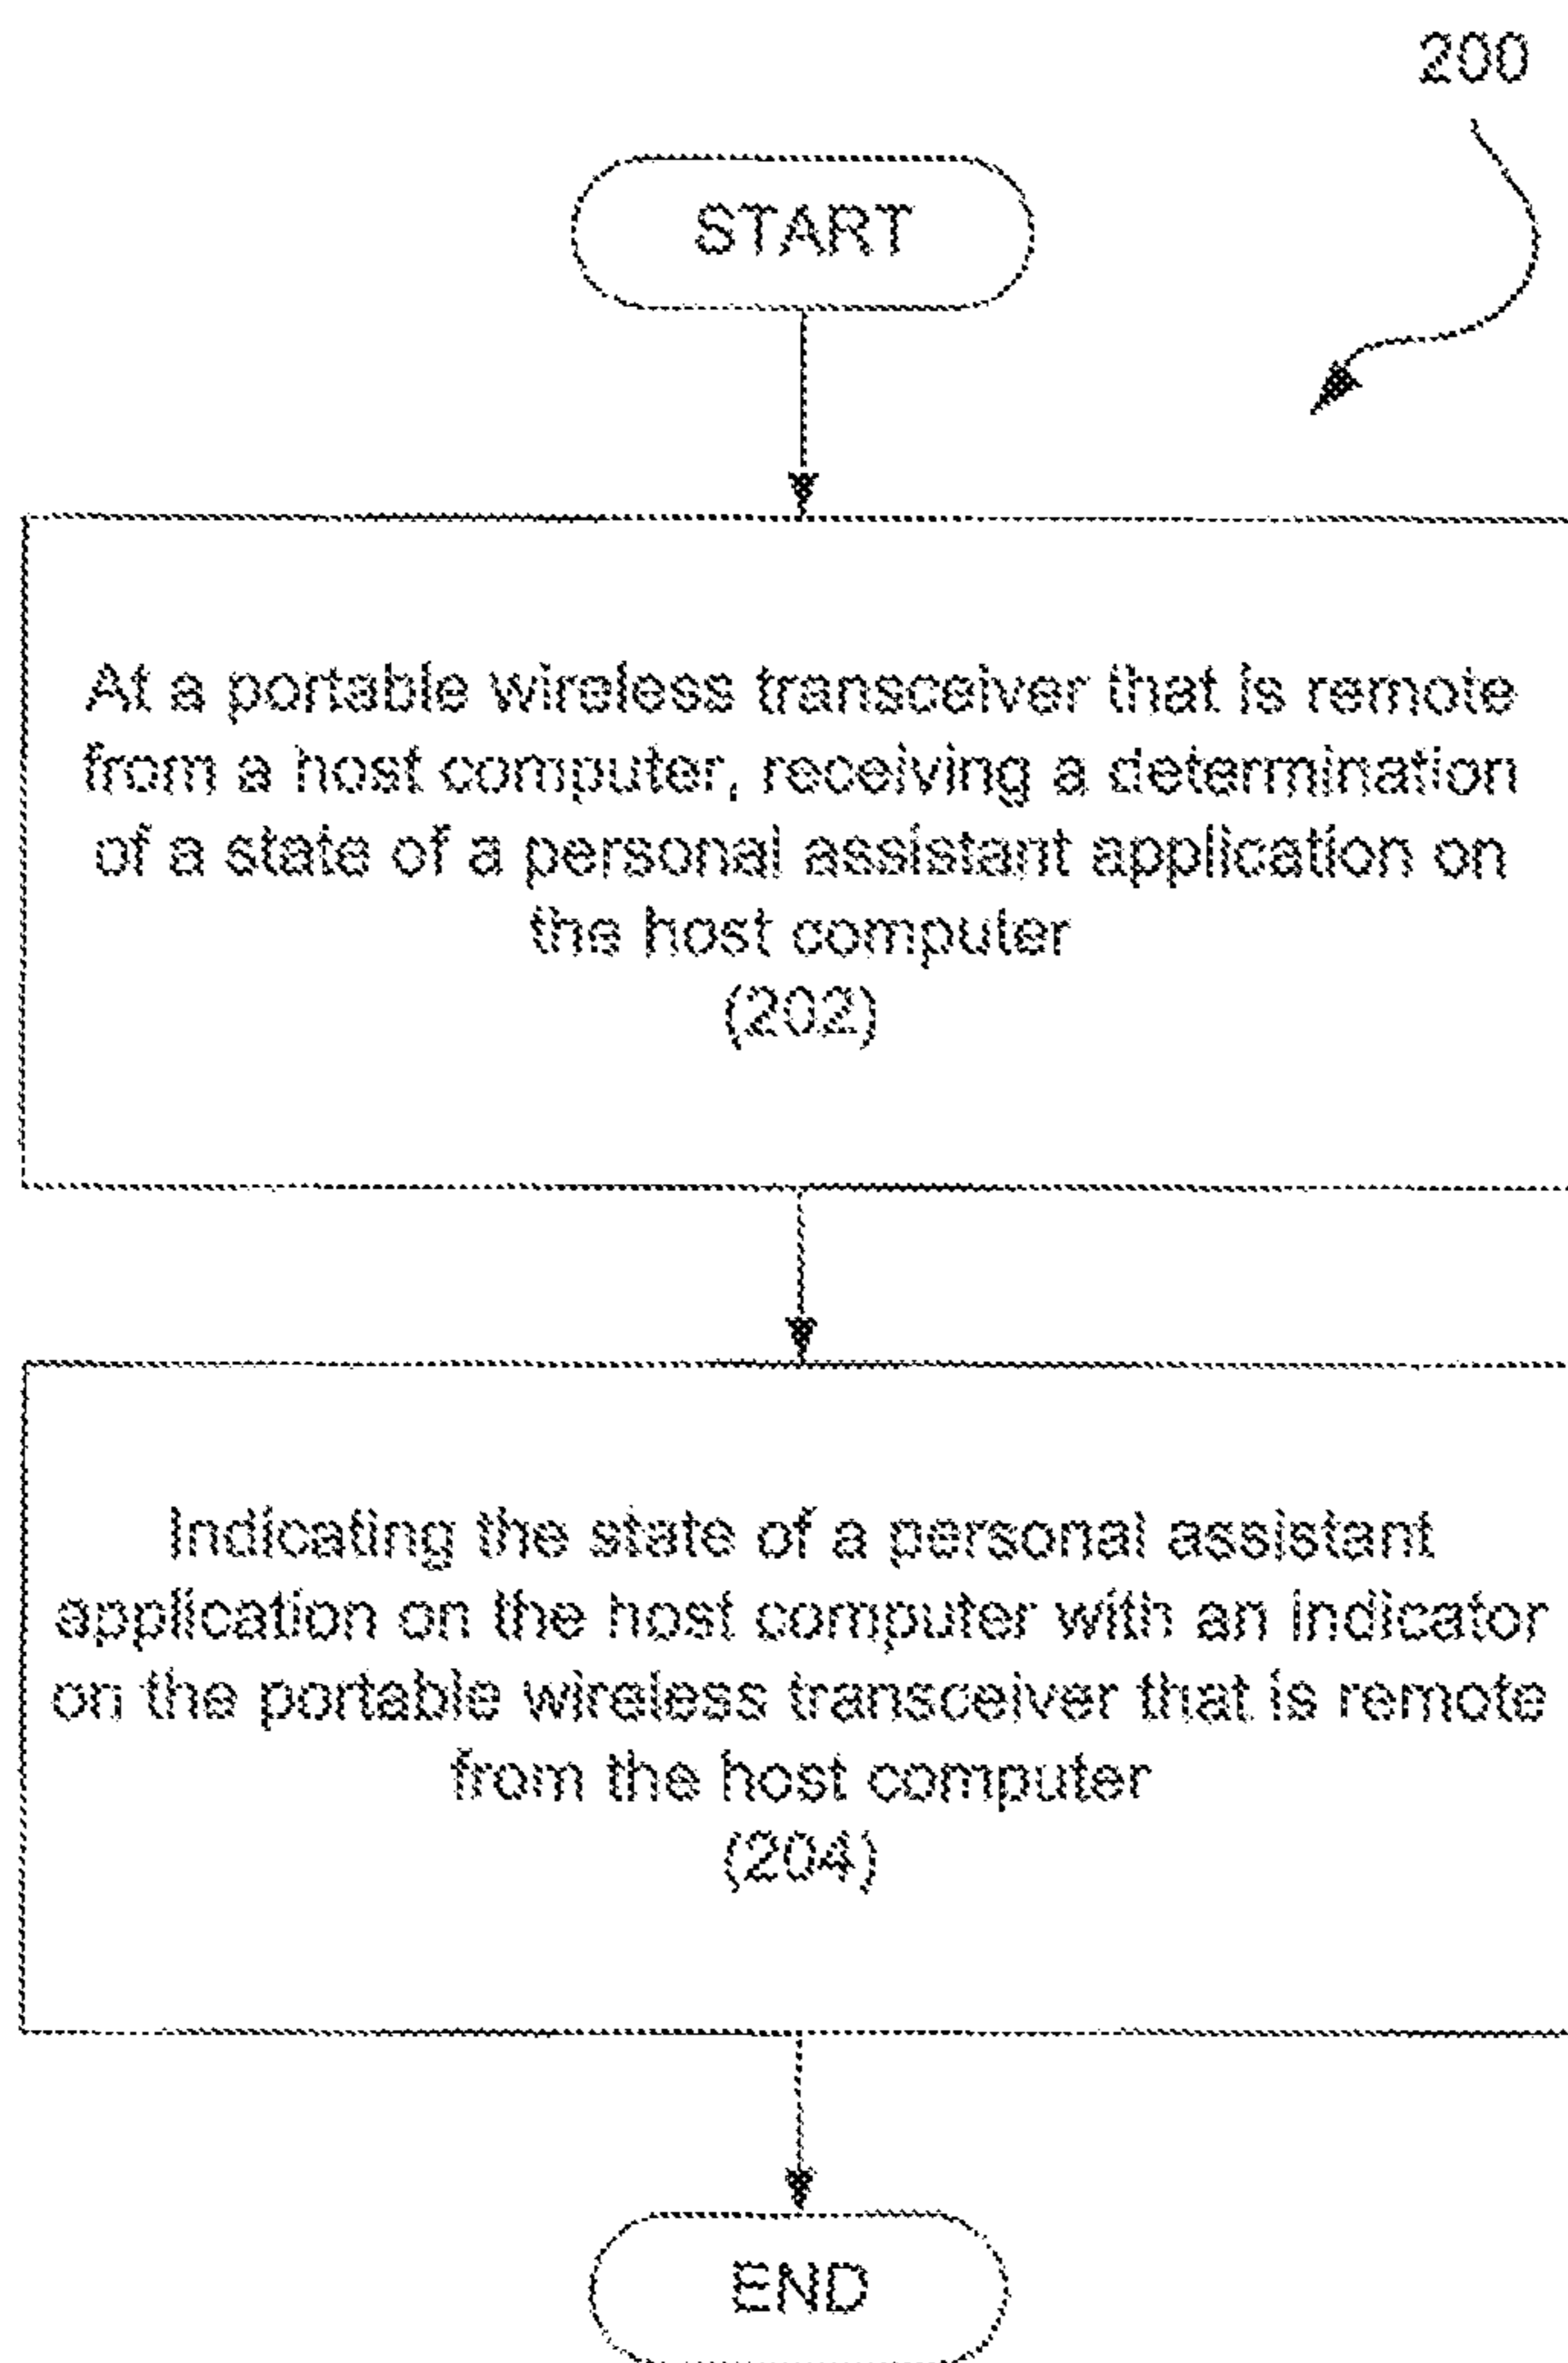 200
START
At a portable wireless transceiver that is remote
from a host computer, receiving a determination
of a state of a personal assistant application on
the host computer
(202)
Indicating the state of a personal assistant
application on the host computer with an indicator
on the portable wireless transceiver that is remote
from the host computer
(204)
END